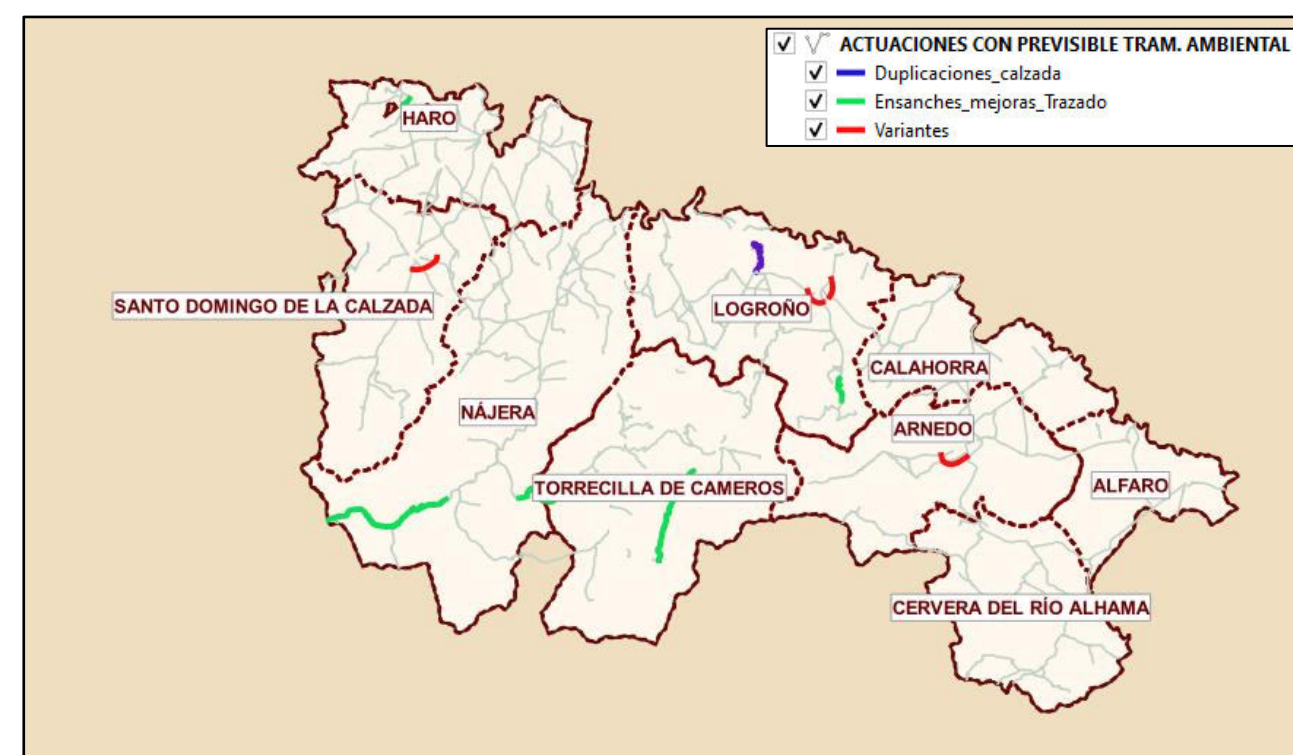 ACTUACIONES CON PREVISIBLE TRAM. AMBIENTAL
Duplicaciones_calzada
Ensanches_mejoras_Trazado
Variantes
HARO
SANTO DOMINGO DE LA CALZADA
LOGROÑO
CALAHORRA
NÁJERA
ARNEDO
TORRECILLA DE CAMEROS
ALFARO
CERVERA DEL RÍO ALHAMA